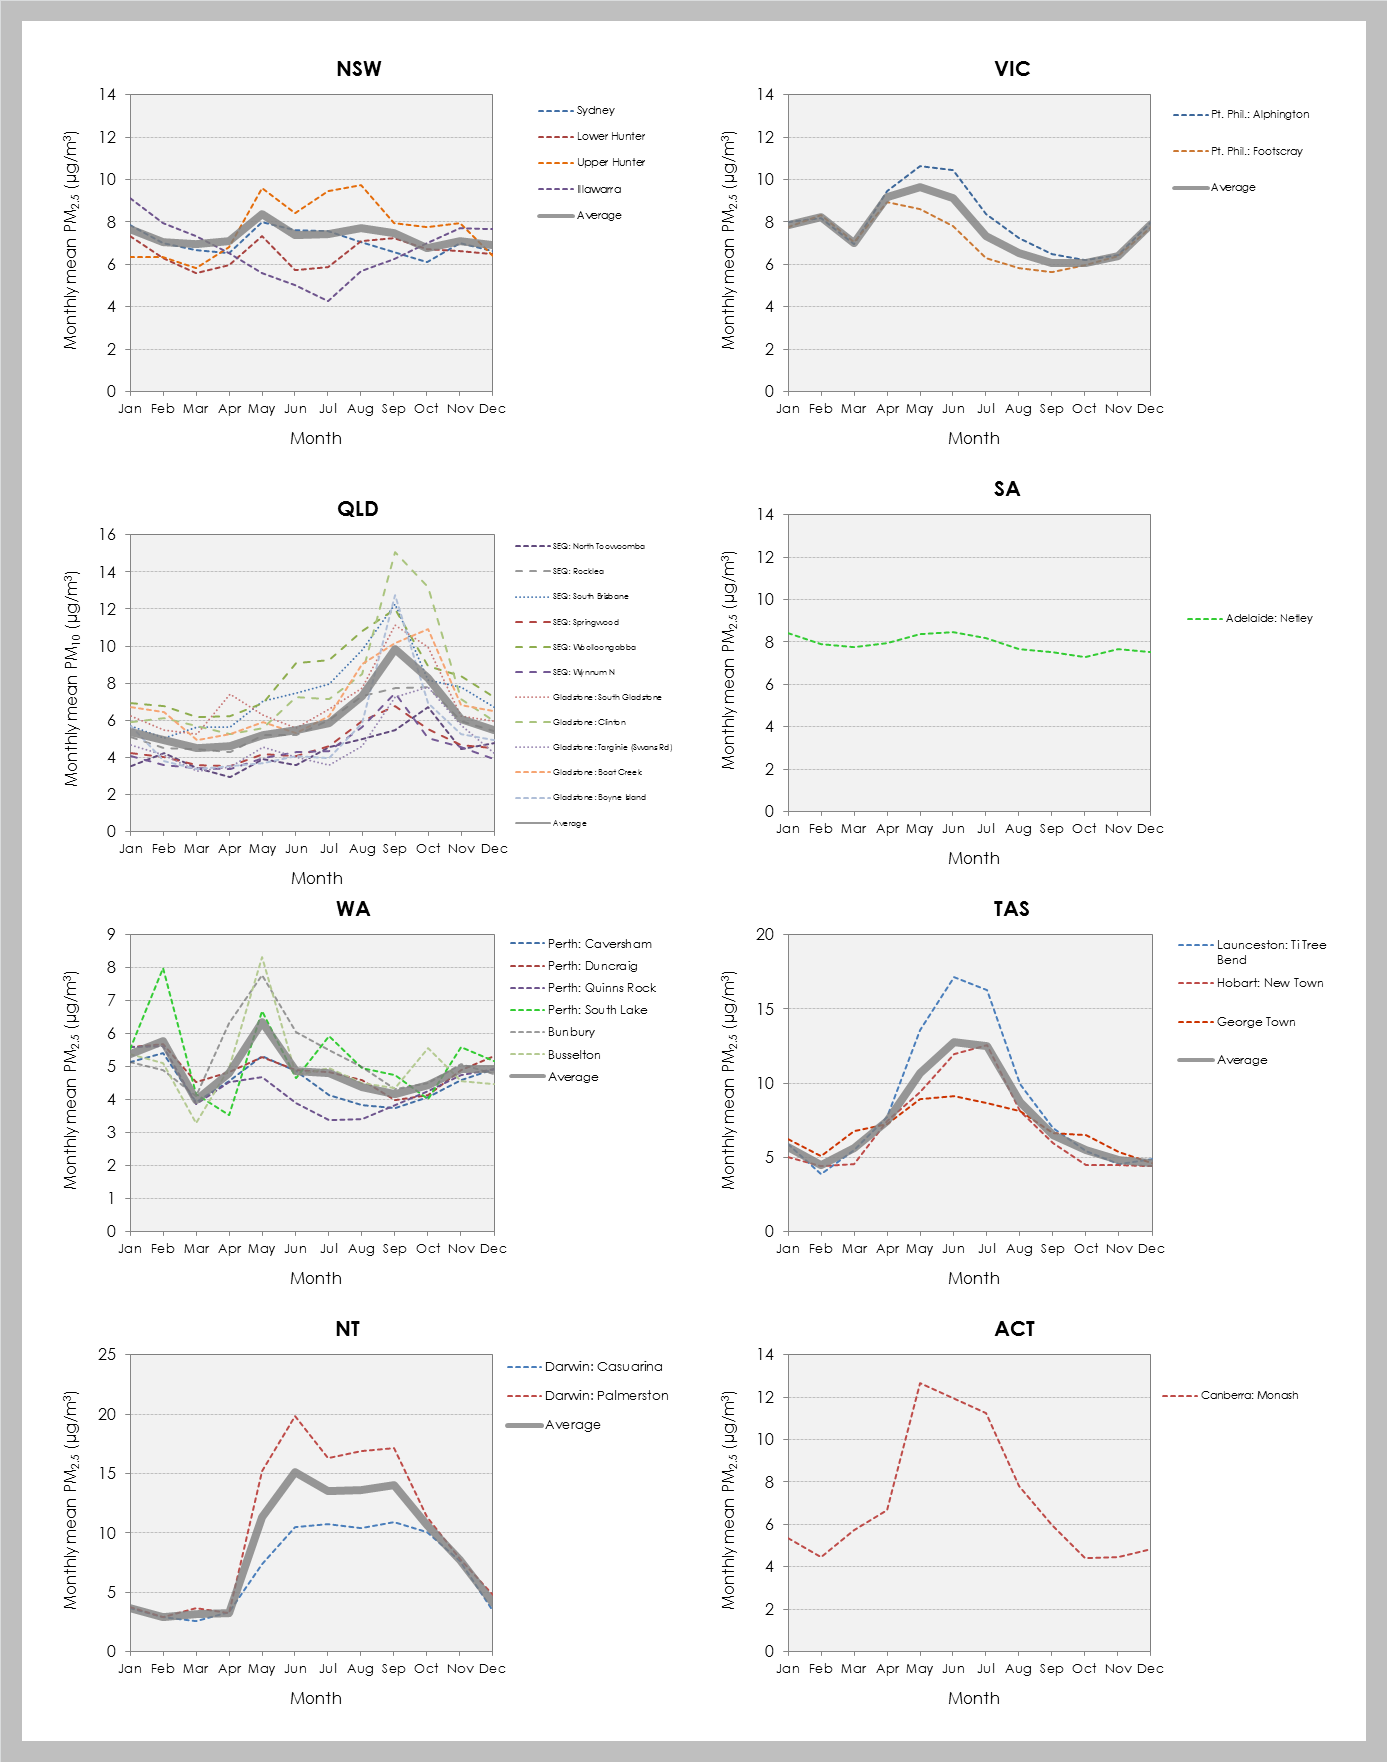 NSW
14
12
10
8
6
4
2
0
Monthly mean PM2.5 (µg/m³)
Jan Feb Mar Apr May Jun Jul Aug Sep Oct Nov Dec
Month
Sydney
Lower Hunter
Upper Hunter
Illawarra
Average
VIC
14
12
10
8
6
4
2
0
Monthly mean PM2.5 (µg/m³)
Jan Feb Mar Apr May Jun Jul Aug Sep Oct Nov Dec
Month
Pt. Phil.: Alphington
Pt. Phil.: Footscray
Average
QLD
16
14
12
10
8
6
4
2
0
Monthly mean PM10 (µg/m³)
Jan Feb Mar Apr May Jun Jul Aug Sep Oct Nov Dec
Month
SEQ: North Toowoomba
SEQ: Rocklea
SEQ: South Brisbane
SEQ: Springwood
SEQ: Wooloongabba
SEQ: Wynnum N
Gladstone: South Gladstone
Gladstone: Clinton
Gladstone: Targinie (Swans Rd)
Gladstone: Boat Creek
Gladstone: Boyne Island
Average
SA
14
12
10
8
6
4
2
0
Monthly mean PM2.5 (µg/m³)
Jan Feb Mar Apr May Jun Jul Aug Sep Oct Nov Dec
Month
Adelaide: Netley
WA
9
8
7
6
5
4
3
2
1
0
Monthly mean PM2.5 (µg/m³)
Jan Feb Mar Apr May Jun Jul Aug Sep Oct Nov Dec
Month
Perth: Caversham
Perth: Duncraig
Perth: Quinns Rock
Perth: South Lake
Bunbury
Busselton
Average
TAS
20
15
10
5
0
Monthly mean PM2.5 (µg/m³)
Jan Feb Mar Apr May Jun Jul Aug Sep Oct Nov Dec
Month
Launceston: Ti Tree
Bend
Hobart: New Town
George Town
Average
NT
25
20
15
10
5
0
Monthly mean PM2.5 (µg/m³)
Jan Feb Mar Apr May Jun Jul Aug Sep Oct Nov Dec
Month
Darwin: Casuarina
Darwin: Palmerston
Average
ACT
14
12
10
8
6
4
2
0
Monthly mean PM2.5 (µg/m³)
Jan Feb Mar Apr May Jun Jul Aug Sep Oct Nov Dec
Month
Canberra: Monash